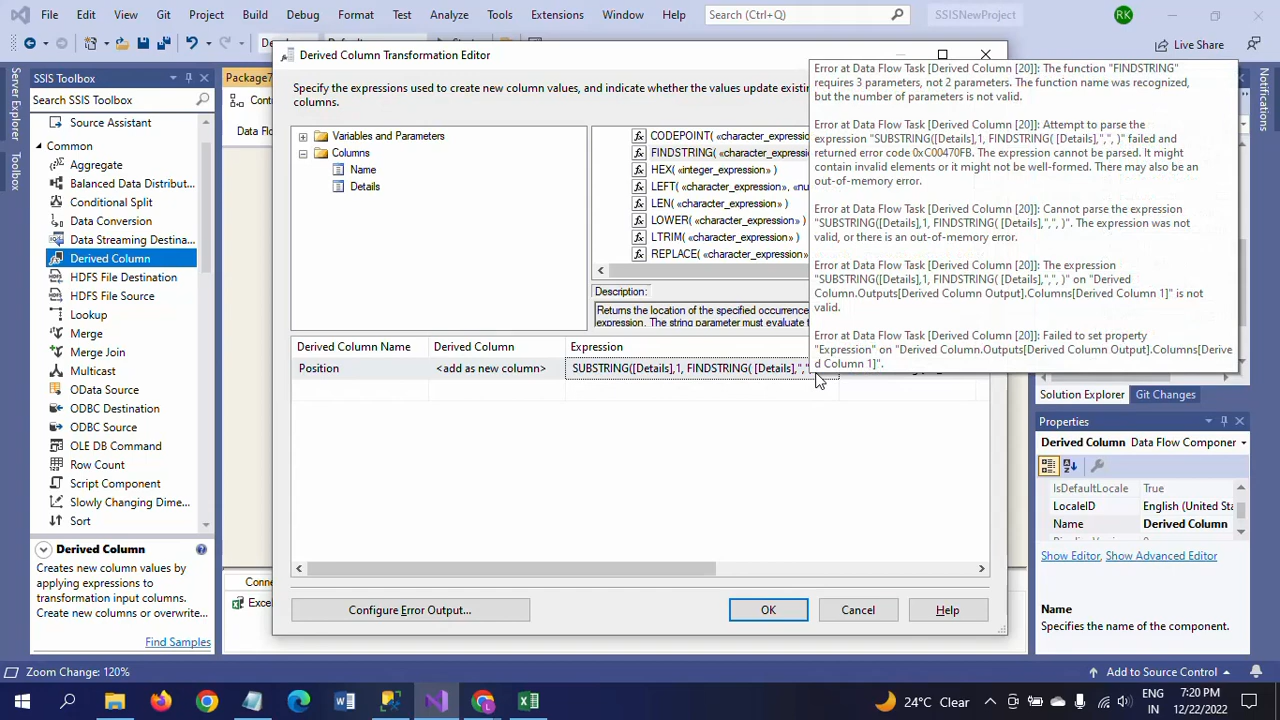 File Edit View Git Project Build Debug Format Test Analyze Tools Extensions Window Help Search (Ctrl+Q) SSISNewProject RK
Live Share
SSIS Toolbox
Search SSIS Toolbox
Source Assistant
Common
Aggregate
Balanced Data Distribut...
Conditional Split
Data Conversion
Data Streaming Destina...
Derived Column
HDFS File Destination
HDFS File Source
Lookup
Merge
Merge Join
Multicast
OData Source
ODBC Destination
ODBC Source
OLE DB Command
Row Count
Script Component
Slowly Changing Dime...
Sort
Derived Column
Creates new column values by
applying expressions to
transformation input columns.
Create new columns or overwrite...
Find Samples
Server Explorer
Toolbox
Package7
Cont
Data Flo
Conne
Exce
Derived Column Transformation Editor
Specify the expressions used to create new column values, and indicate whether the values update existin
columns.
Variables and Parameters
Columns
Name
Details
CODEPOINT( «character_expressio
FINDSTRING( «character_expressi
HEX( «integer_expression» )
LEFT( «character_expression», «nu
LEN( «character_expression» )
LOWER( «character_expression» )
LTRIM( «character_expression» )
REPLACE( «character_expression»,
Description:
Returns the location of the specified occurrence
expression. The string parameter must evaluate t
Derived Column Name Derived Column Expression
Position <add as new column> SUBSTRING([Details],1, FINDSTRING( [Details],","
Configure Error Output... OK Cancel Help
Error at Data Flow Task [Derived Column [20]]: The function "FINDSTRING"
requires 3 parameters, not 2 parameters. The function name was recognized,
but the number of parameters is not valid.
Error at Data Flow Task [Derived Column [20]]: Attempt to parse the
expression "SUBSTRING([Details],1, FINDSTRING( [Details],",", )" failed and
returned error code 0xC00470FB. The expression cannot be parsed. It might
contain invalid elements or it might not be well-formed. There may also be an
out-of-memory error.
Error at Data Flow Task [Derived Column [20]]: Cannot parse the expression
"SUBSTRING([Details],1, FINDSTRING( [Details],",", )". The expression was not
valid, or there is an out-of-memory error.
Error at Data Flow Task [Derived Column [20]]: The expression
"SUBSTRING([Details],1, FINDSTRING( [Details],",", )" on "Derived
Column.Outputs[Derived Column Output].Columns[Derived Column 1]" is not
valid.
Error at Data Flow Task [Derived Column [20]]: Failed to set property
"Expression" on "Derived Column.Outputs[Derived Column Output].Columns[Derive
d Column 1]".
Notifications
Solution Explorer Git Changes
Properties
Derived Column Data Flow Componer
IsDefaultLocale True
LocaleID English (United Sta
Name Derived Column
Show Editor, Show Advanced Editor
Name
Specifies the name of the component.
Zoom Change: 120%
Add to Source Control
24°C Clear
ENG
IN
7:20 PM
12/22/2022